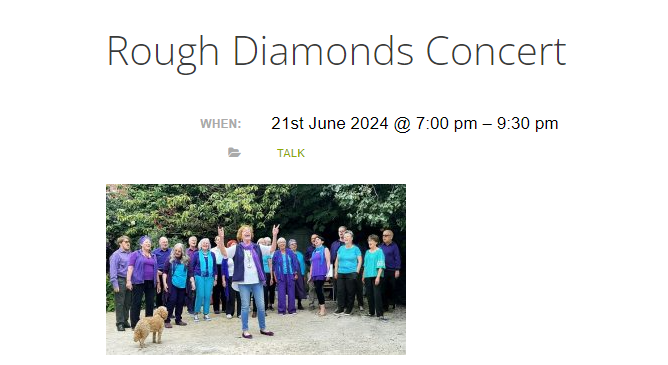 Rough Diamonds Concert
WHEN: 21st June 2024 @ 7:00 pm – 9:30 pm
TALK